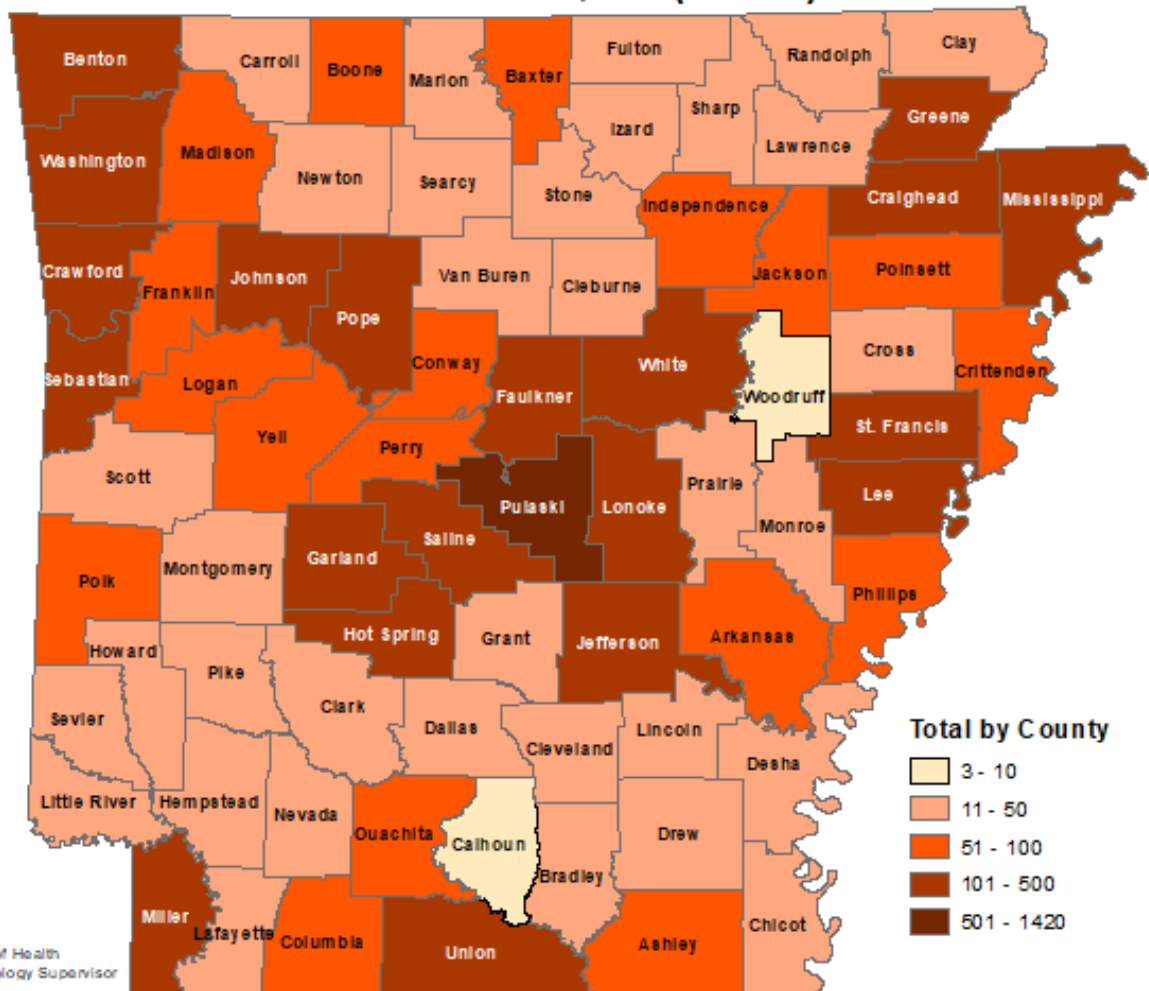 Benton
Carroll
Boone
Marion
Baxter
Fulton
Randolph
Clay
Sharp
Izard
Greene
Lawrence
Washington
Madison
Newton
Searcy
Stone
Independence
Craighead
Mississippi
Crawford
Franklin
Johnson
Van Buren
Cleburne
Jackson
Poinsett
Pope
Cross
Crittenden
Sebastian
Logan
Conway
White
Faulkner
Woodruff
St. Francis
Yell
Perry
Scott
Pulaski
Lonoke
Prairie
Lee
Monroe
Saline
Garland
Polk
Montgomery
Phillips
Hot Spring
Grant
Jefferson
Arkansas
Howard
Pike
Sevier
Clark
Dallas
Cleveland
Lincoln
Desha
Little River
Hempstead
Nevada
Ouachita
Calhoun
Drew
Bradley
Miller
Lafayette
Columbia
Union
Ashley
Chicot
Total by County
3 - 10
11 - 50
51 - 100
101 - 500
501 - 1420
of Health
ology Supervisor